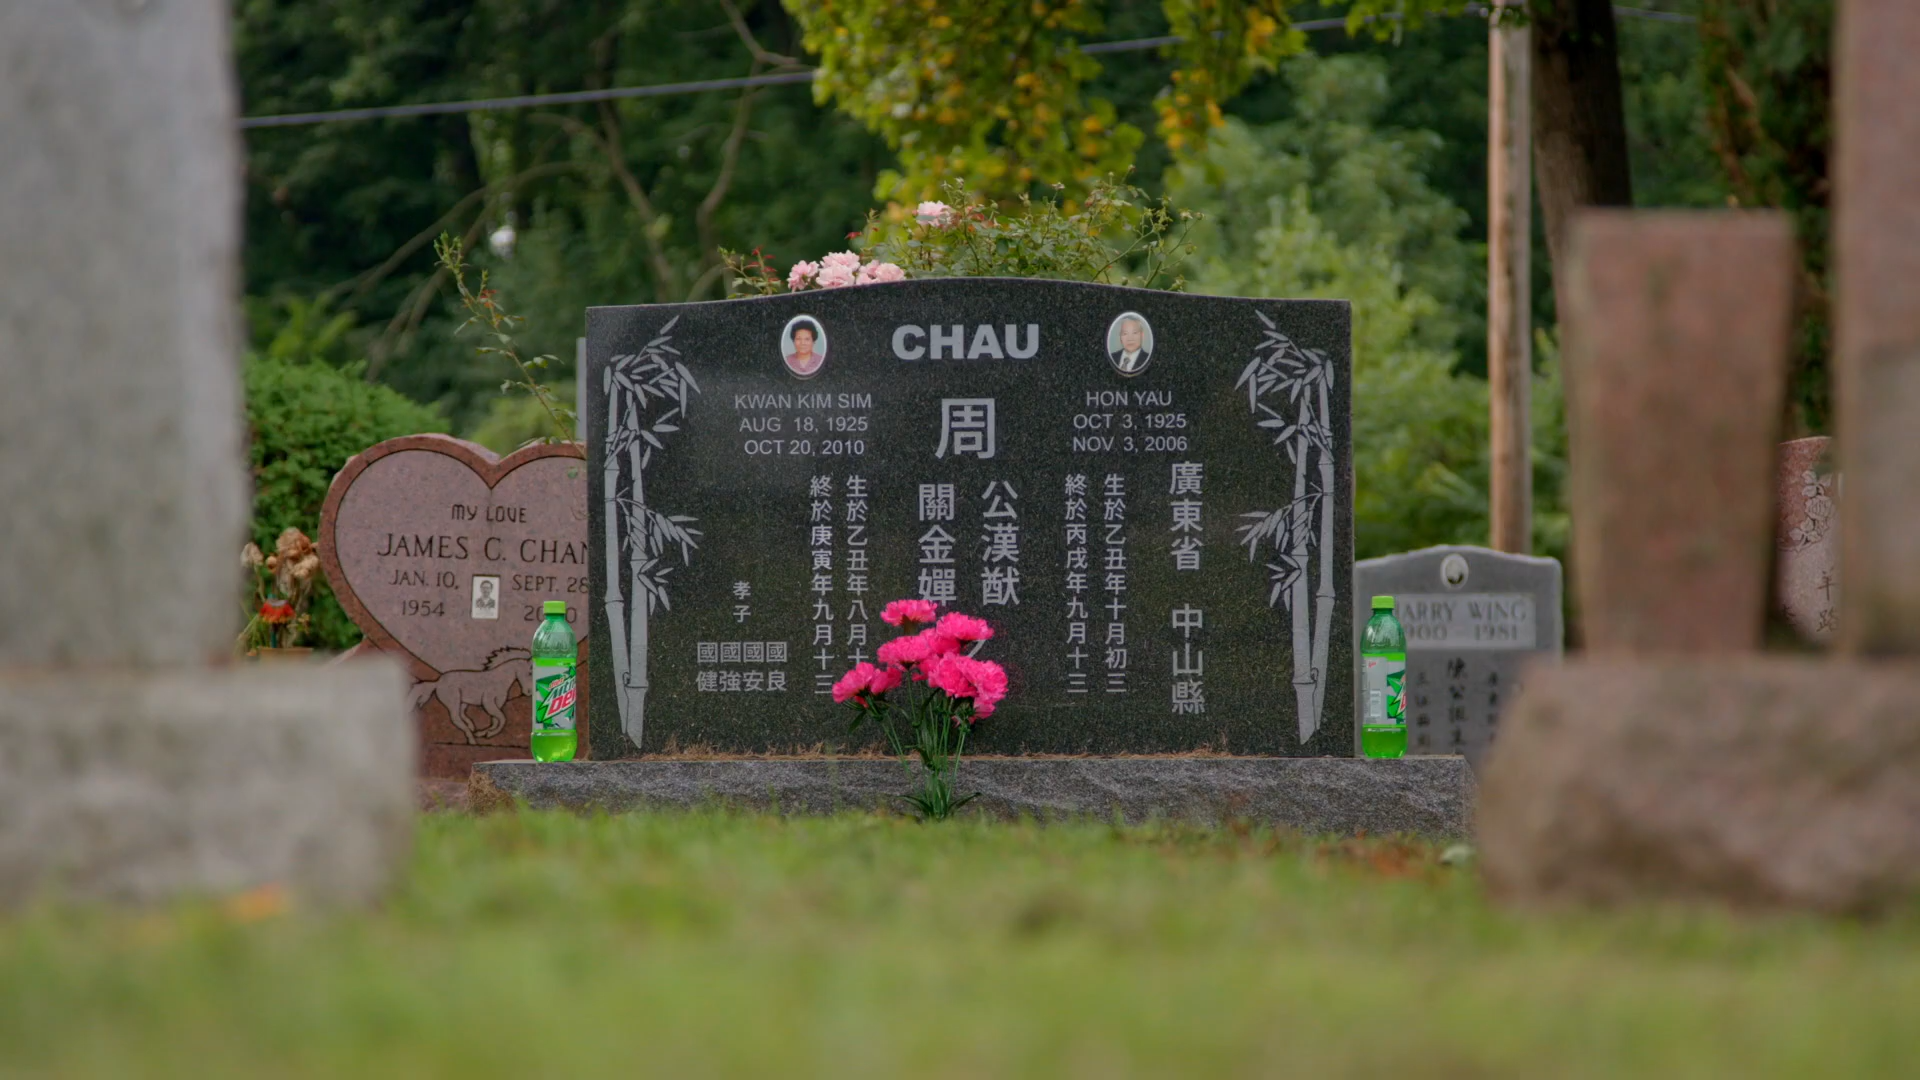 CHAU
KWAN KIM SIM
AUG 18, 1925
OCT 20, 2010
HON YAU
OCT 3, 1925
NOV 3, 2006
周
廣東省 中山縣
生於乙丑年十月初三
終於丙戌年九月十三
公漢猷
關金嬋
生於乙丑年八月十
終於庚寅年九月十三
孝子
國良
國安
國強
國健
MY LOVE
JAMES C. CHAN
JAN. 10,
1954
SEPT. 28
HARRY WING
1981
Mtn
DEW